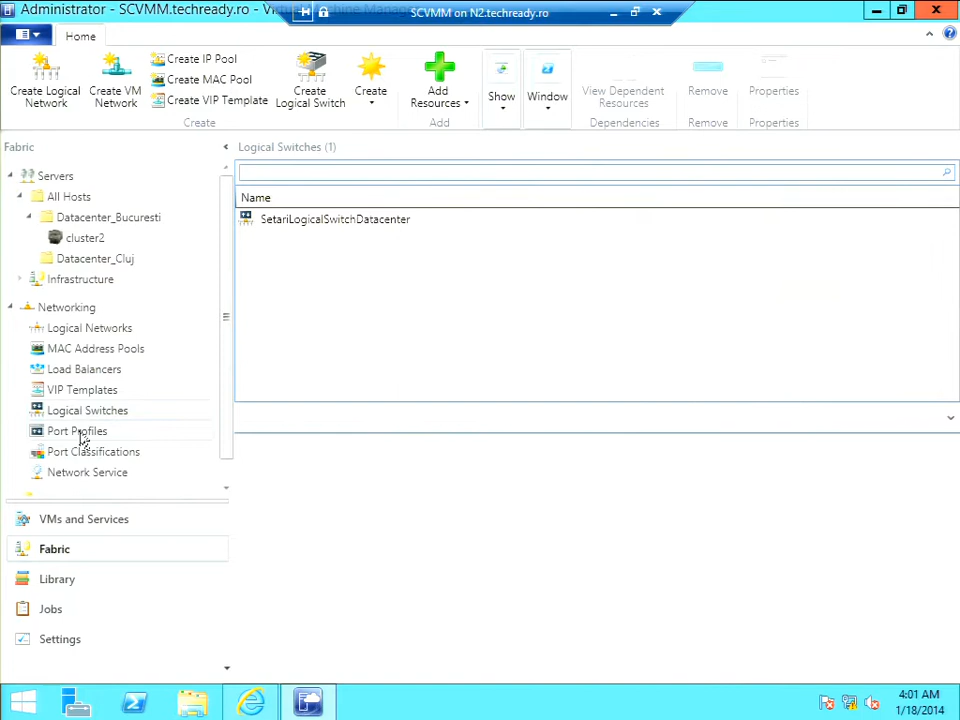 Administrator - SCVMM.techready.ro - Vi
SCVMM on N2.techready.ro
Home
Create Logical Network
Create VM Network
Create IP Pool
Create MAC Pool
Create VIP Template
Create Logical Switch
Create
Add Resources
Show
Window
View Dependent Resources
Remove
Properties
Create
Add
Dependencies
Remove
Properties
Fabric
Logical Switches (1)
Servers
All Hosts
Datacenter_Bucuresti
cluster2
Datacenter_Cluj
Infrastructure
Networking
Logical Networks
MAC Address Pools
Load Balancers
VIP Templates
Logical Switches
Port Profiles
Port Classifications
Network Service
Name
SetariLogicalSwitchDatacenter
VMs and Services
Fabric
Library
Jobs
Settings
4:01 AM
1/18/2014